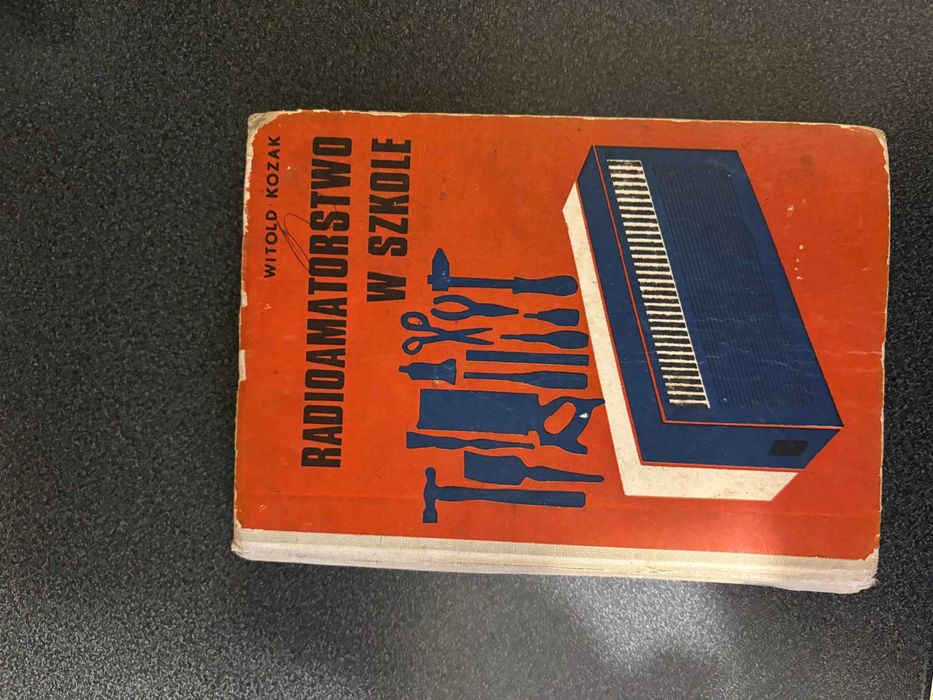 WITOLD · KOZAK
RADIOAMATORSTWO
W SZKOLE